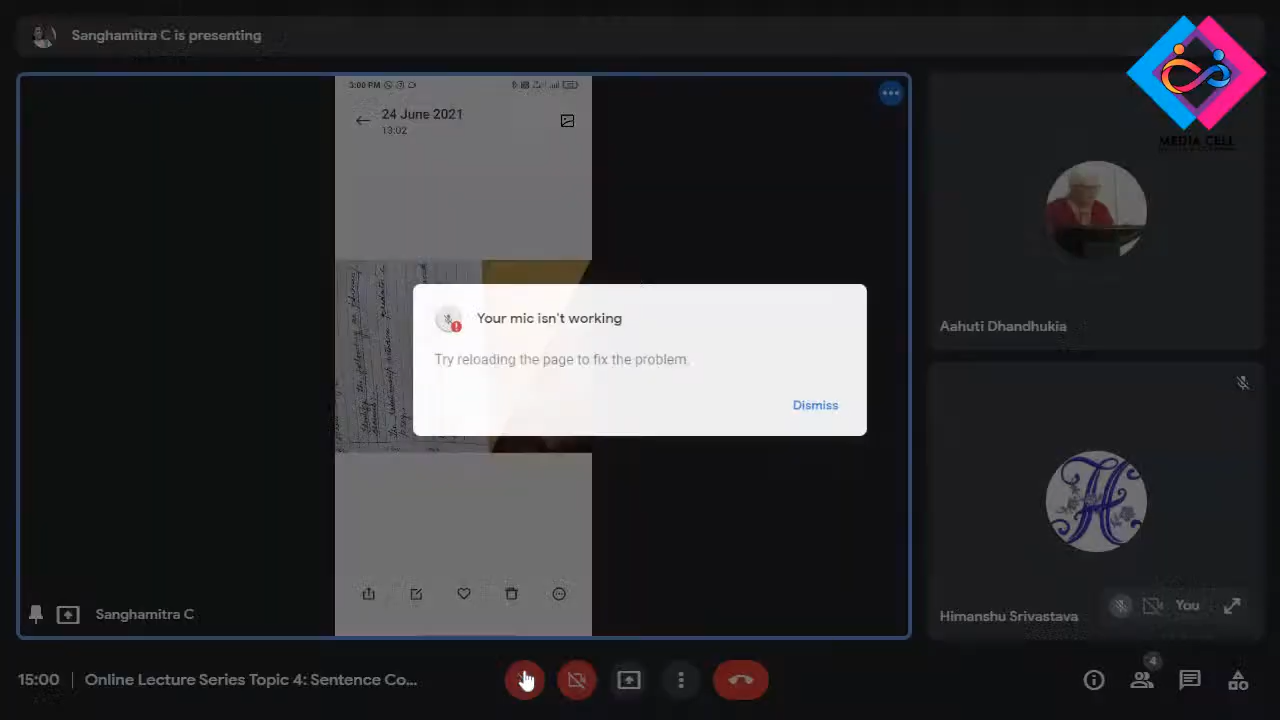 Sanghamitra C is presenting
MEDIA CELL
3:00 PM
24 June 2021
13:02
Your mic isn't working
Try reloading the page to fix the problem.
Dismiss
Aahuti Dhandhukia
Sanghamitra C
H
Himanshu Srivastava
You
15:00 | Online Lecture Series Topic 4: Sentence Co...
4